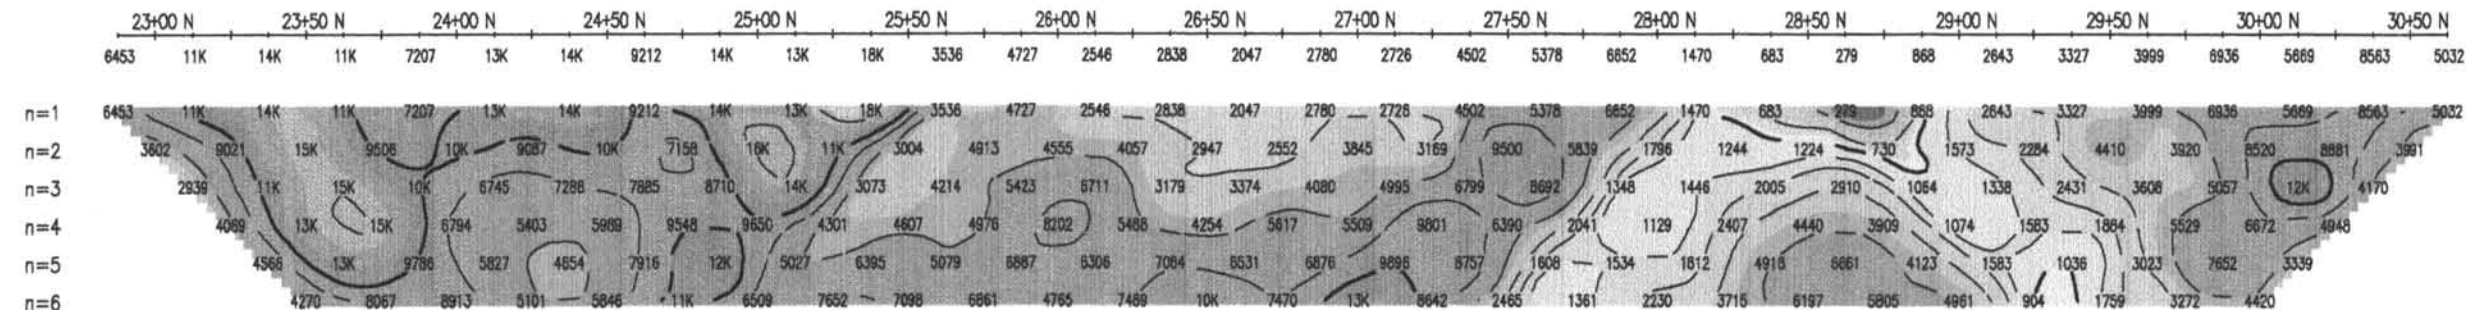 23+00 N 23+50 N 24+00 N 24+50 N 25+00 N 25+50 N 26+00 N 26+50 N 27+00 N 27+50 N 28+00 N 28+50 N 29+00 N 29+50 N 30+00 N 30+50 N
6453 11K 14K 11K 7207 13K 14K 9212 14K 13K 18K 3536 4727 2546 2838 2047 2780 2726 4502 5378 6652 1470 683 279 868 2643 3327 3999 6936 5669 8563 5032
n=1 6453 11K 14K 11K 7207 13K 14K 9212 14K 13K 18K 3536 4727 2546 2838 2047 2780 2726 4502 5378 6652 1470 683 279 868 2643 3327 3999 6936 5669 8563 5032
n=2 3602 9021 15K 9506 10K 9087 10K 7158 16K 11K 3004 4913 4555 4057 2947 2552 3845 3169 9500 5839 1796 1244 1224 730 1573 2284 4410 3920 8520 8881 3991
n=3 2939 11K 15K 10K 6745 7288 7885 8710 14K 3073 4214 5423 6711 3179 3374 4080 4995 6799 8692 1348 1446 2005 2910 1064 1338 2431 3608 5057 12K 4170
n=4 4069 13K 15K 6794 5403 5989 9548 9650 4301 4607 4976 8202 5488 4254 5617 5509 9801 6390 2041 1129 2407 4440 3909 1074 1583 1884 5529 6672 4948
n=5 4566 13K 9786 5827 4654 7916 12K 5027 6395 5079 6887 6306 7084 6531 6876 9898 8757 1608 1534 1812 4918 6661 4123 1583 1036 3023 7652 3339
n=6 4270 8067 8913 5101 5846 11K 6509 7652 7098 6861 4765 7489 10K 7470 13K 8642 2465 1361 2230 3715 6197 5805 4961 904 1759 3272 4420